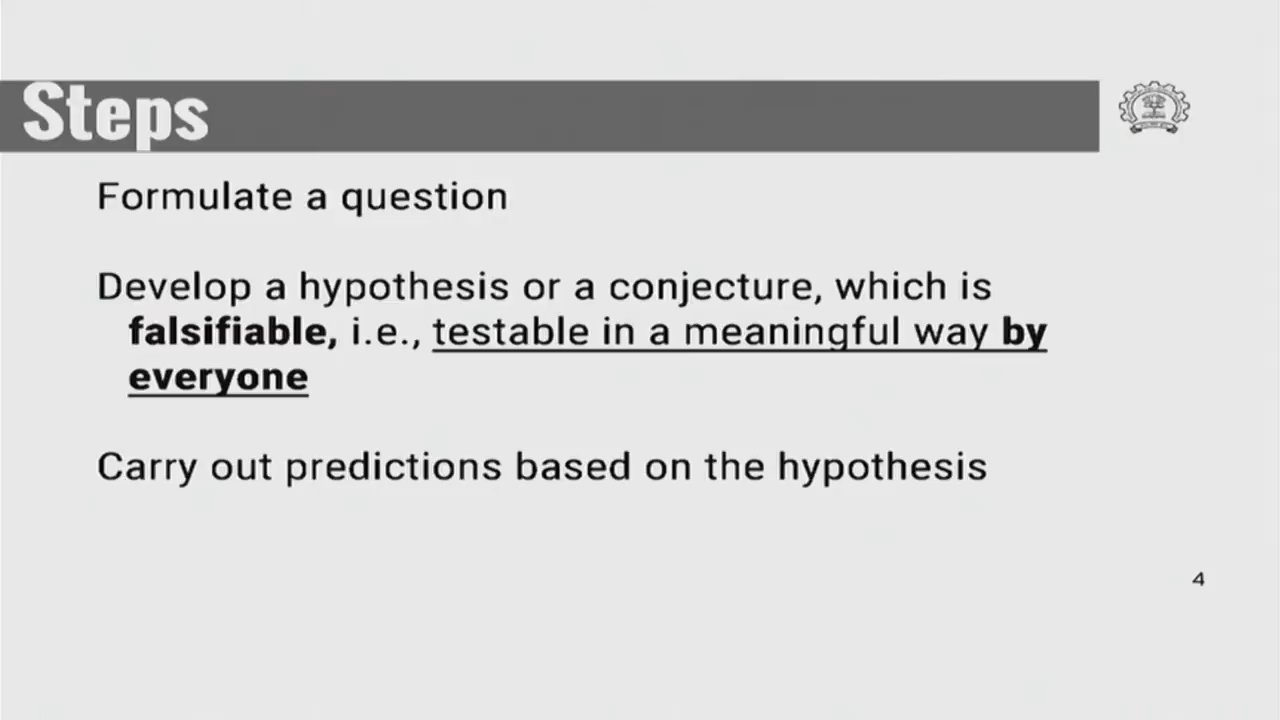 Steps
Formulate a question
Develop a hypothesis or a conjecture, which is
falsifiable, i.e., testable in a meaningful way by
everyone
Carry out predictions based on the hypothesis
4